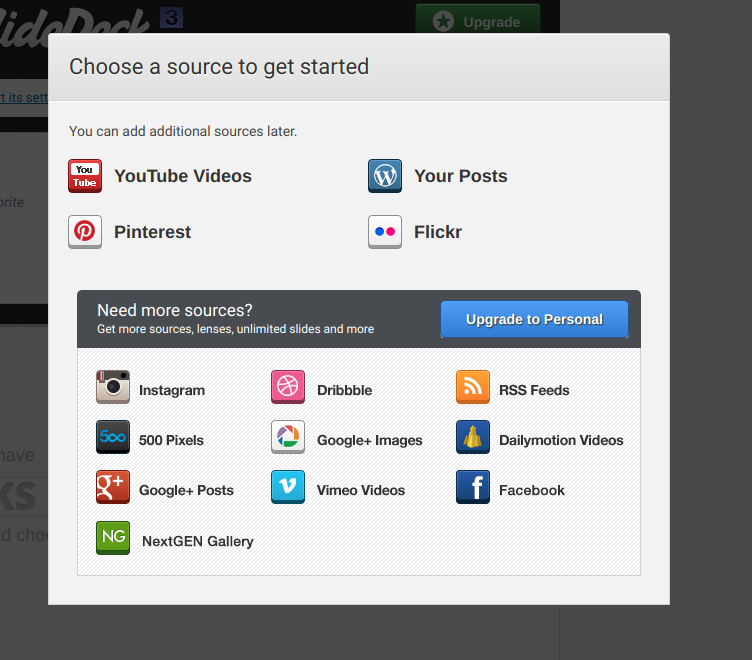 lideDeck 3
Upgrade
Choose a source to get started
t its sett
You can add additional sources later.
You Tube
YouTube Videos
Your Posts
orite
Pinterest
Flickr
Need more sources?
Get more sources, lenses, unlimited slides and more
Upgrade to Personal
Instagram
Dribbble
RSS Feeds
500
500 Pixels
Google+ Images
Dailymotion Videos
have
g+
Google+ Posts
Vimeo Videos
f
Facebook
KS
d choo
NG
NextGEN Gallery